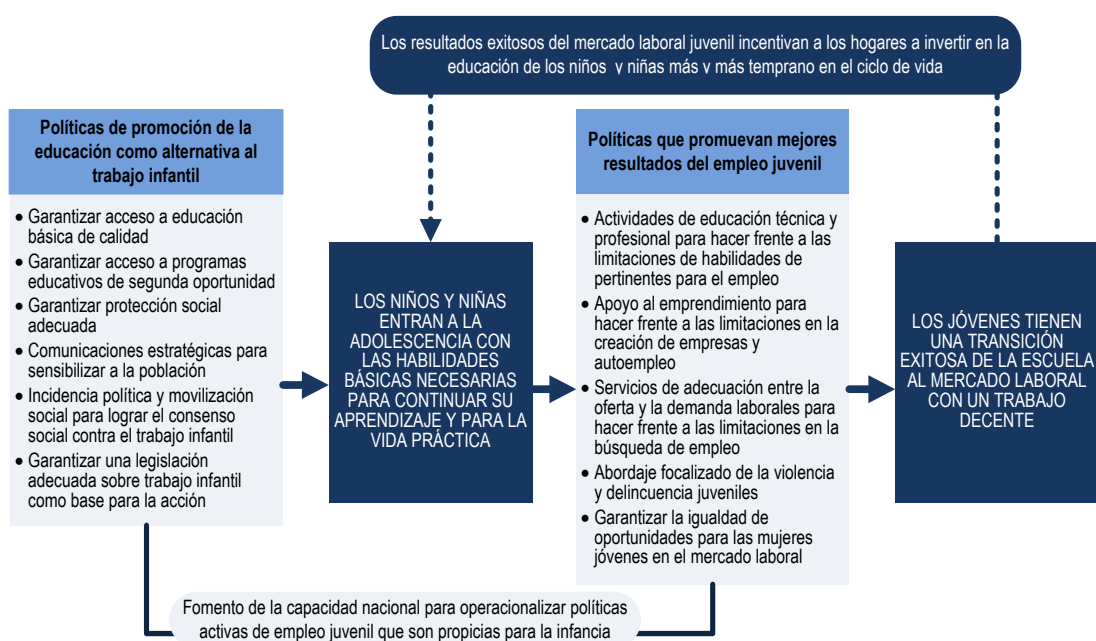 Los resultados exitosos del mercado laboral juvenil incentivan a los hogares a invertir en la
educación de los niños y niñas más y más temprano en el ciclo de vida
Políticas de promoción de la
educación como alternativa al
trabajo infantil
• Garantizar acceso a educación
básica de calidad
• Garantizar acceso a programas
educativos de segunda oportunidad
• Garantizar protección social
adecuada
• Comunicaciones estratégicas para
sensibilizar a la población
• Incidencia política y movilización
social para lograr el consenso
social contra el trabajo infantil
• Garantizar una legislación
adecuada sobre trabajo infantil
como base para la acción
LOS NIÑOS Y NIÑAS
ENTRAN A LA
ADOLESCENCIA CON
LAS HABILIDADES
BÁSICAS NECESARIAS
PARA CONTINUAR SU
APRENDIZAJE Y PARA LA
VIDA PRÁCTICA
Políticas que promuevan mejores
resultados del empleo juvenil
• Actividades de educación técnica y
profesional para hacer frente a las
limitaciones de habilidades de
pertinentes para el empleo
• Apoyo al emprendimiento para
hacer frente a las limitaciones en la
creación de empresas y
autoempleo
• Servicios de adecuación entre la
oferta y la demanda laborales para
hacer frente a las limitaciones en la
búsqueda de empleo
• Abordaje focalizado de la violencia
y delincuencia juveniles
• Garantizar la igualdad de
oportunidades para las mujeres
jóvenes en el mercado laboral
LOS JÓVENES TIENEN
UNA TRANSICIÓN
EXITOSA DE LA ESCUELA
AL MERCADO LABORAL
CON UN TRABAJO
DECENTE
Fomento de la capacidad nacional para operacionalizar políticas
activas de empleo juvenil que son propicias para la infancia